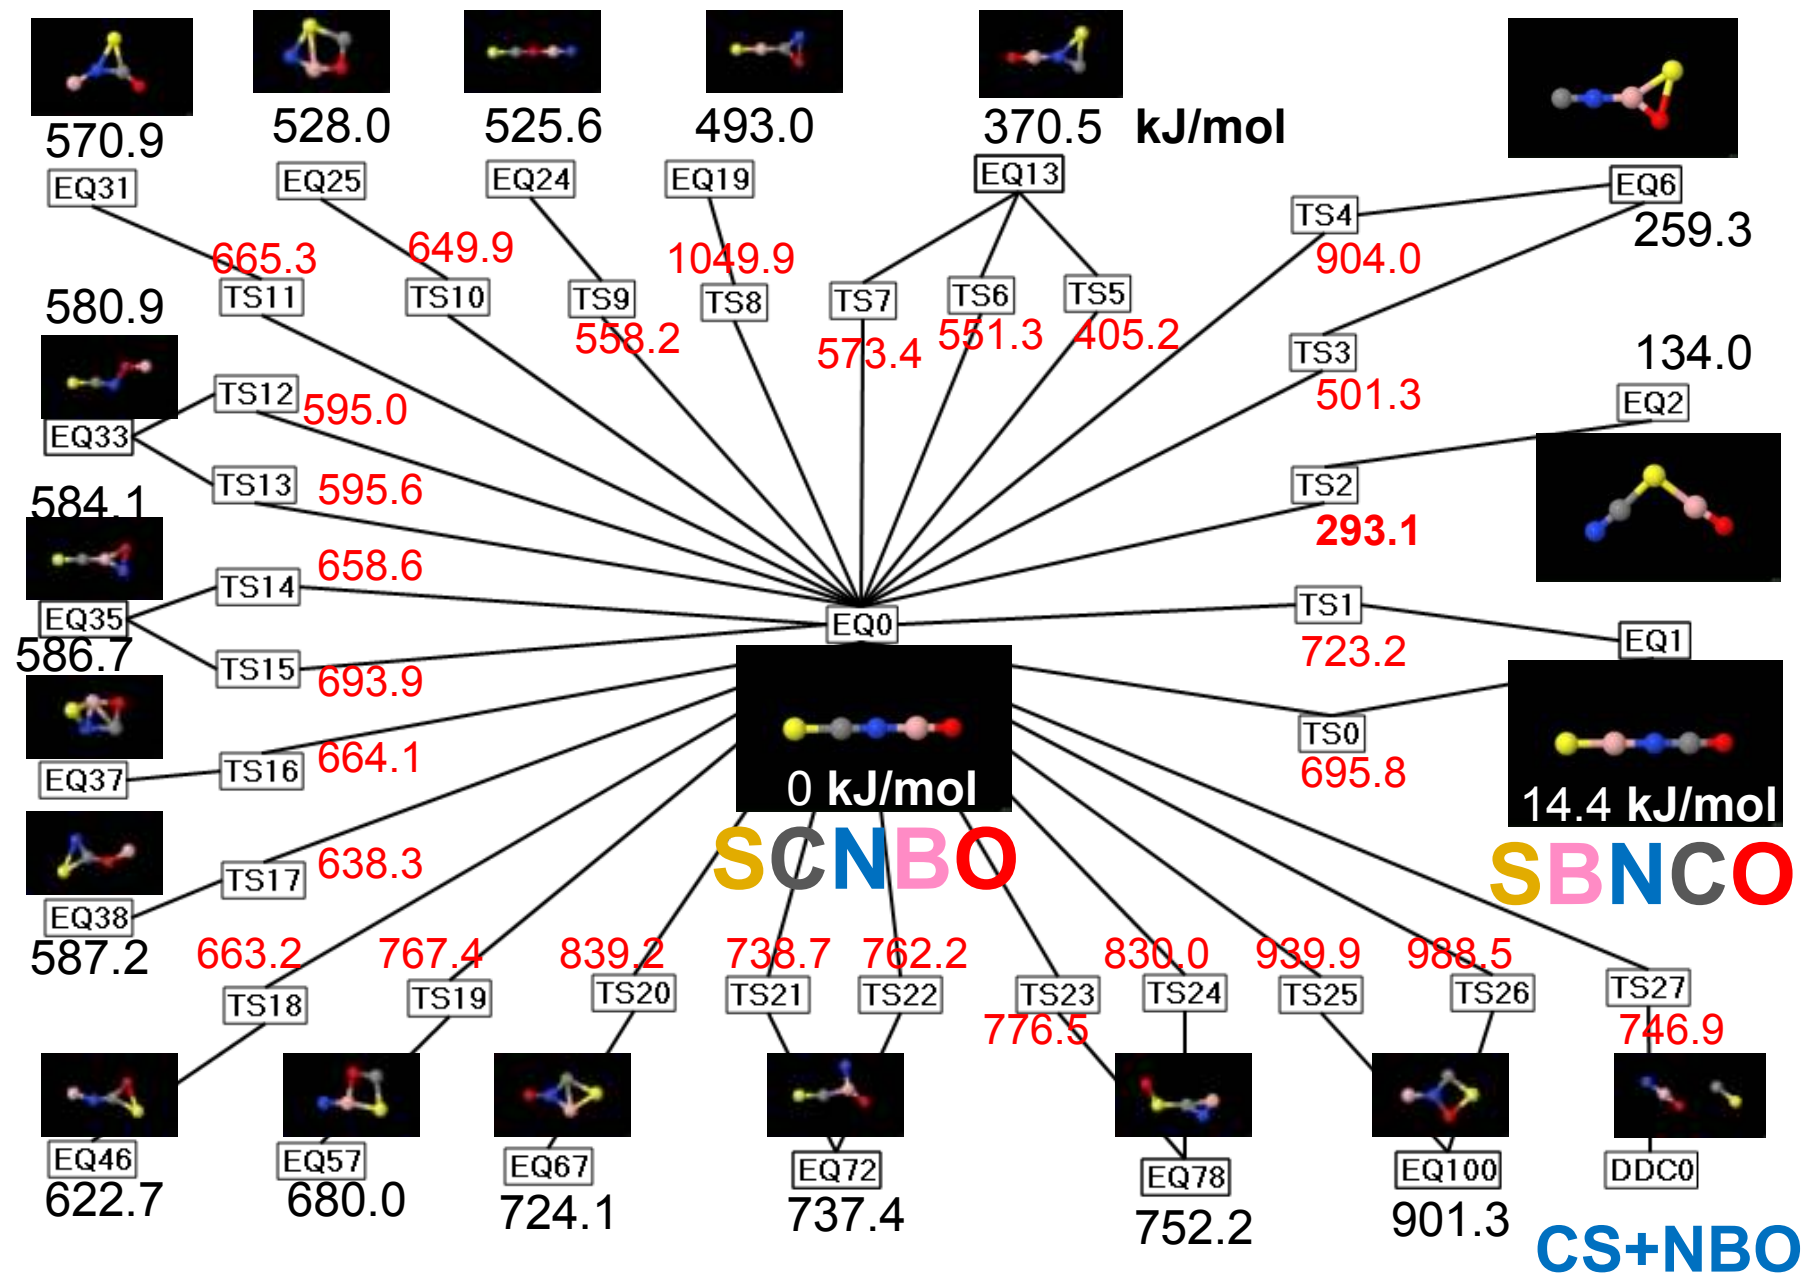 570.9
528.0
525.6
493.0
370.5 kJ/mol
EQ31
EQ25
EQ24
EQ19
EQ13
TS4
EQ6
259.3
904.0
665.3
649.9
1049.9
TS11
TS10
TS9
TS8
TS7
TS6
TS5
580.9
558.2
573.4
551.3
405.2
TS3
501.3
134.0
EQ2
TS12
595.0
EQ33
TS13
595.6
TS2
293.1
584.1
TS14
658.6
EQ35
586.7
TS15
693.9
EQ0
TS1
723.2
EQ1
TS0
695.8
0 kJ/mol
14.4 kJ/mol
SCNBO
SBNCO
EQ37
TS16
664.1
TS17
638.3
EQ38
587.2
663.2
767.4
839.2
738.7
762.2
830.0
939.9
988.5
TS18
TS19
TS20
TS21
TS22
TS23
TS24
TS25
TS26
TS27
776.5
746.9
EQ46
EQ57
EQ67
EQ72
EQ78
EQ100
DDC0
622.7
680.0
724.1
737.4
752.2
901.3
CS+NBO